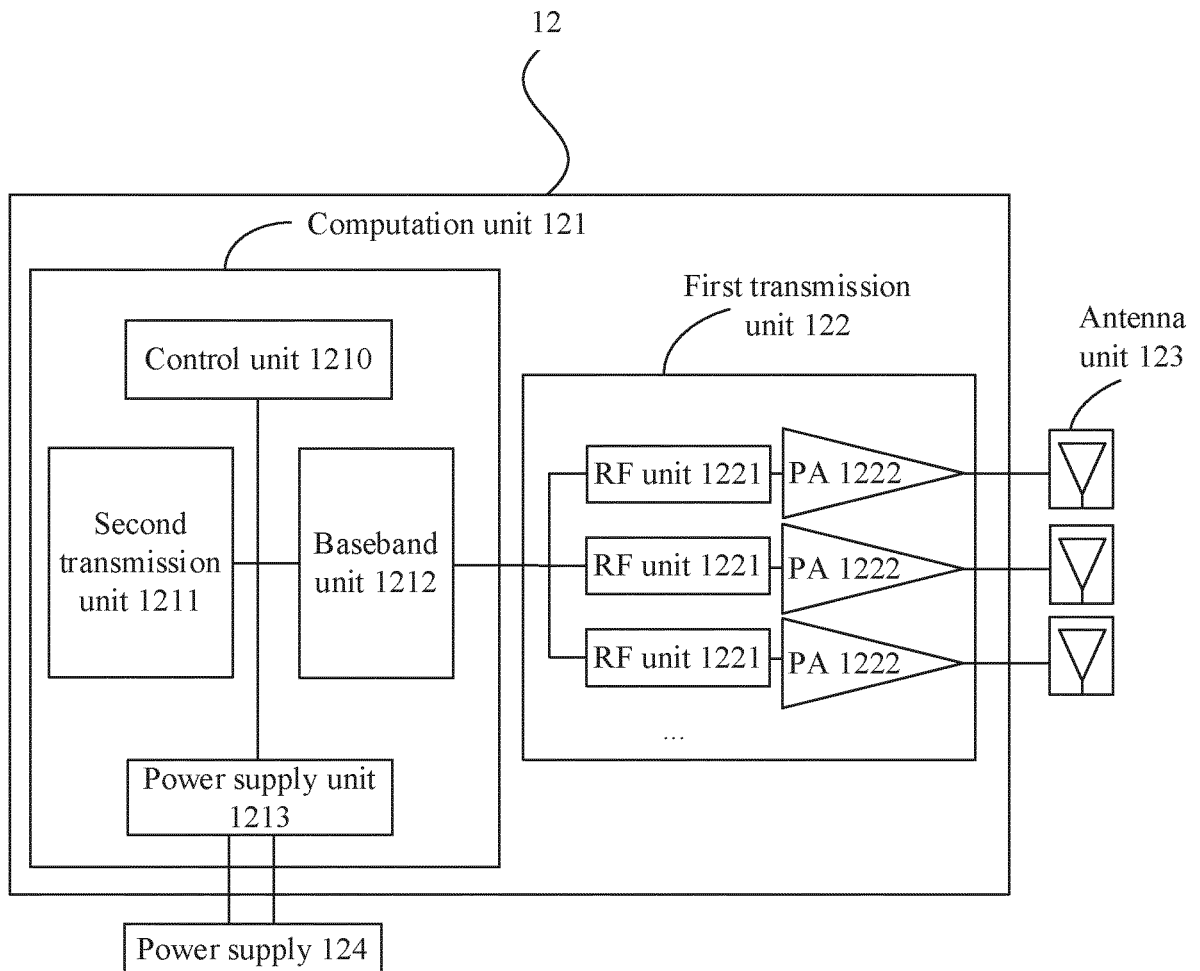 12
Computation unit 121
First transmission
unit 122
Antenna
unit 123
Control unit 1210
Second
transmission
unit 1211
Baseband
unit 1212
RF unit 1221
PA 1222
RF unit 1221
PA 1222
RF unit 1221
PA 1222
...
Power supply unit
1213
Power supply 124